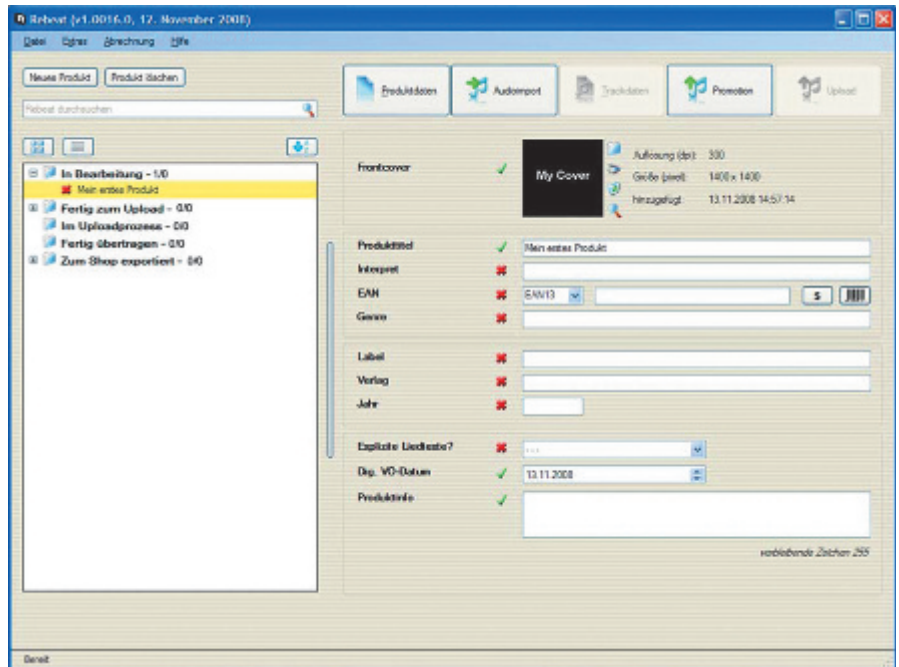 Rebeat (v1.0016.0, 12. November 2008)
Datei Extras Abrechnung Hilfe
Neues Produkt Produkt löschen
Produktdaten Audioimport Trackdaten Promotion Upload
Rebeat durchsuchen
In Bearbeitung - 1/0
Mein erstes Produkt
Fertig zum Upload - 0/0
Im Uploadprozess - 0/0
Fertig übertragen - 0/0
Zum Shop exportiert - 0/0
Frontcover
My Cover
Auflösung (dpi): 300
Größe (pixel): 1400 x 1400
hinzugefügt: 13.11.2008 14:57:14
Produkttitel Mein erstes Produkt
Interpret
EAN EAN13 $
Genre
Label
Verlag
Jahr
Explizite Liedtexte? ---
Dig. VÖ-Datum 13.11.2008
Produktinfo
verbleibende Zeichen 255
Bereit